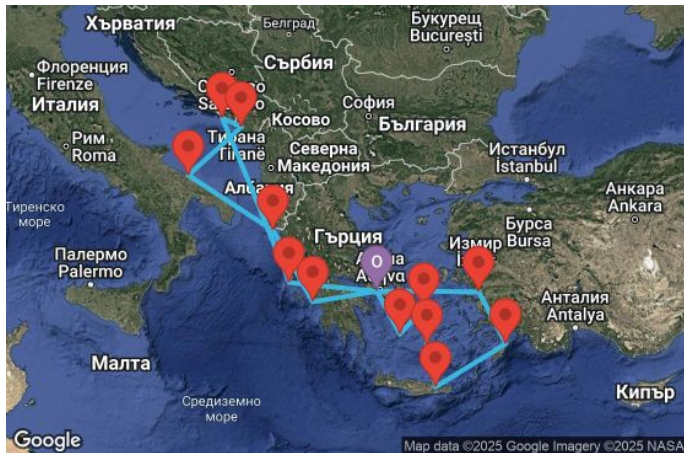 Хърватия
Белград
Букурещ
București
Флоренция
Firenze
Сърбия
Италия
Косово
София
България
Рим
Roma
Тирана
Tiranë
Северна
Македония
Истанбул
İstanbul
Анкара
Ankara
Тиренско
море
Бурса
Bursa
Гърция
Измир
Палермо
Palermo
O
Анталия
Antalya
Малта
Средиземно
море
Кипър
Google
Map data ©2025 Google Imagery ©2025 NASA